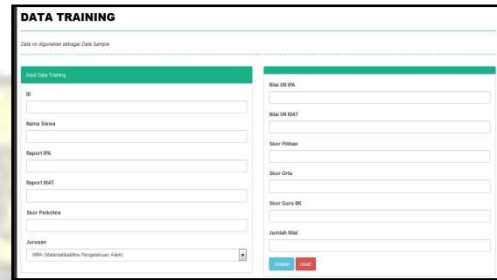 DATA TRAINING
Data ini digunakan sebagai Data Sample
Input Data Training
ID
Nama Siswa
Raport IPA
Raport MAT
Skor Psikotes
Jurusan
MIPA (Matematika&Ilmu Pengetahuan Alam)
Nilai UN IPA
Nilai UN MAT
Skor Pilihan
Skor Ortu
Skor Guru BK
Jumlah Nilai
Simpan
reset